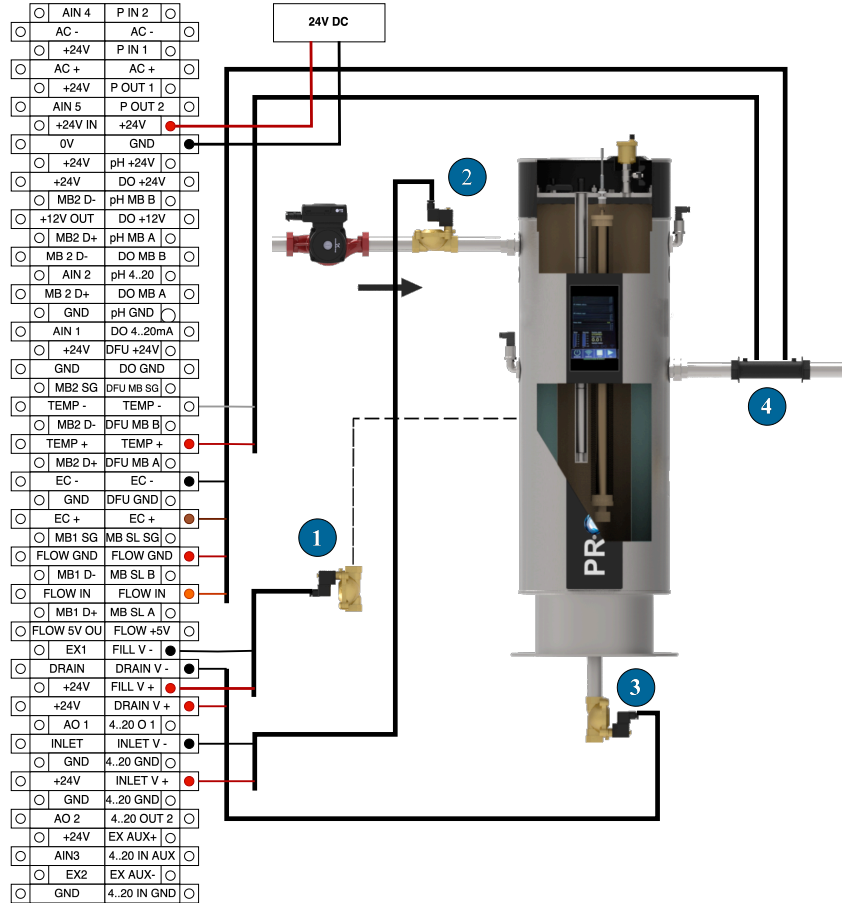 24V DC
AIN 4 P IN 2
AC - AC -
+24V P IN 1
AC + AC +
+24V P OUT 1
AIN 5 P OUT 2
+24V IN +24V
0V GND
+24V pH +24V
+24V DO +24V
MB2 D- pH MB B
+12V OUT DO +12V
MB2 D+ pH MB A
MB 2 D- DO MB B
AIN 2 pH 4..20
MB 2 D+ DO MB A
GND pH GND
AIN 1 DO 4..20mA
+24V DFU +24V
GND DO GND
MB2 SG DFU MB SG
TEMP - TEMP -
MB2 D- DFU MB B
TEMP + TEMP +
MB2 D+ DFU MB A
EC - EC -
GND DFU GND
EC + EC +
MB1 SG MB SL SG
FLOW GND FLOW GND
MB1 D- MB SL B
FLOW IN FLOW IN
MB1 D+ MB SL A
FLOW 5V OU FLOW +5V
EX1 FILL V -
DRAIN DRAIN V -
+24V FILL V +
+24V DRAIN V +
AO 1 4..20 O 1
INLET INLET V -
GND 4..20 GND
+24V INLET V +
GND 4..20 GND
AO 2 4..20 OUT 2
+24V EX AUX+
AIN3 4..20 IN AUX
EX2 EX AUX-
GND 4..20 IN GND
2
4
1
PR
3